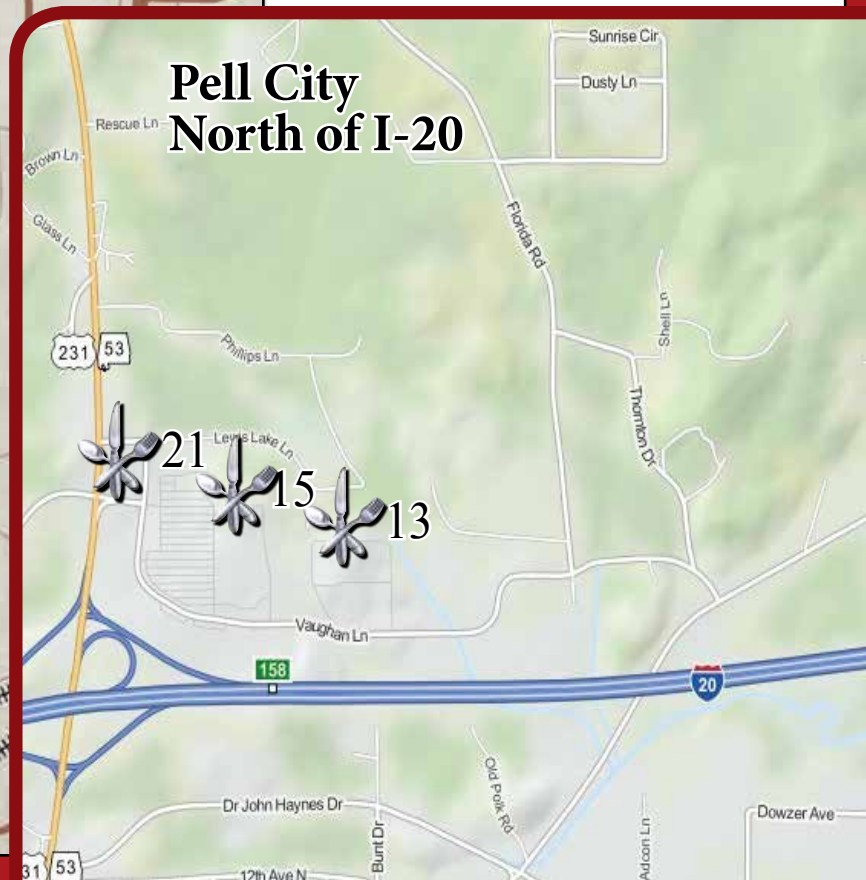 Pell City
North of I-20
Sunrise Cir
Dusty Ln
Rescue Ln
Brown Ln
Glass Ln
Florida Rd
Shell Ln
231
53
Phillips Ln
Thornton Dr
Lewis Lake Ln
21
15
13
Vaughan Ln
158
20
Old Polk Rd
Dr John Haynes Dr
Dowzer Ave
Bunt Dr
Adcon Ln
31
53
12th Ave N